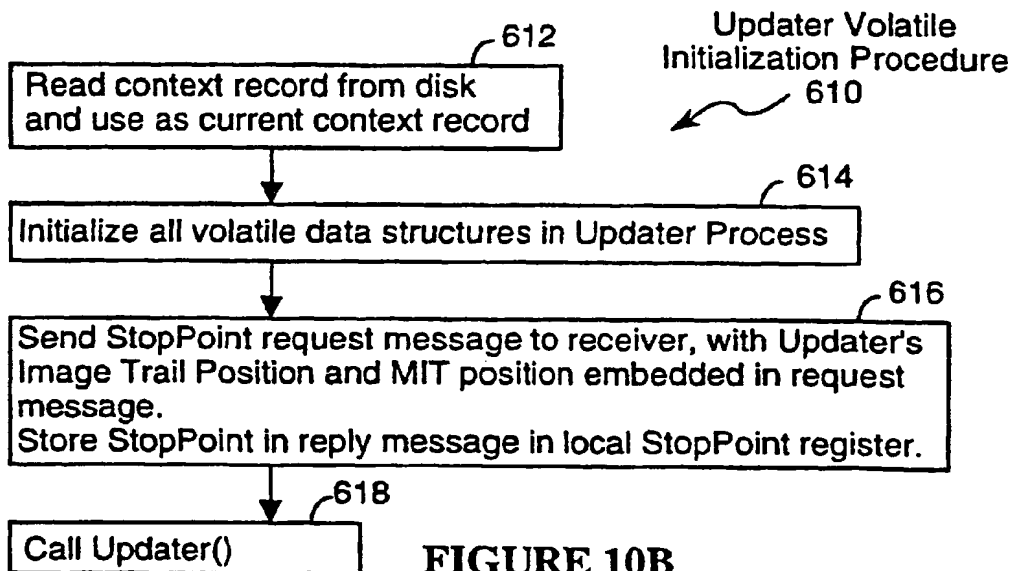 Updater Volatile
Initialization Procedure
610
612
Read context record from disk
and use as current context record
614
Initialize all volatile data structures in Updater Process
616
Send StopPoint request message to receiver, with Updater's
Image Trail Position and MIT position embedded in request
message.
Store StopPoint in reply message in local StopPoint register.
618
Call Updater()
FIGURE 10B